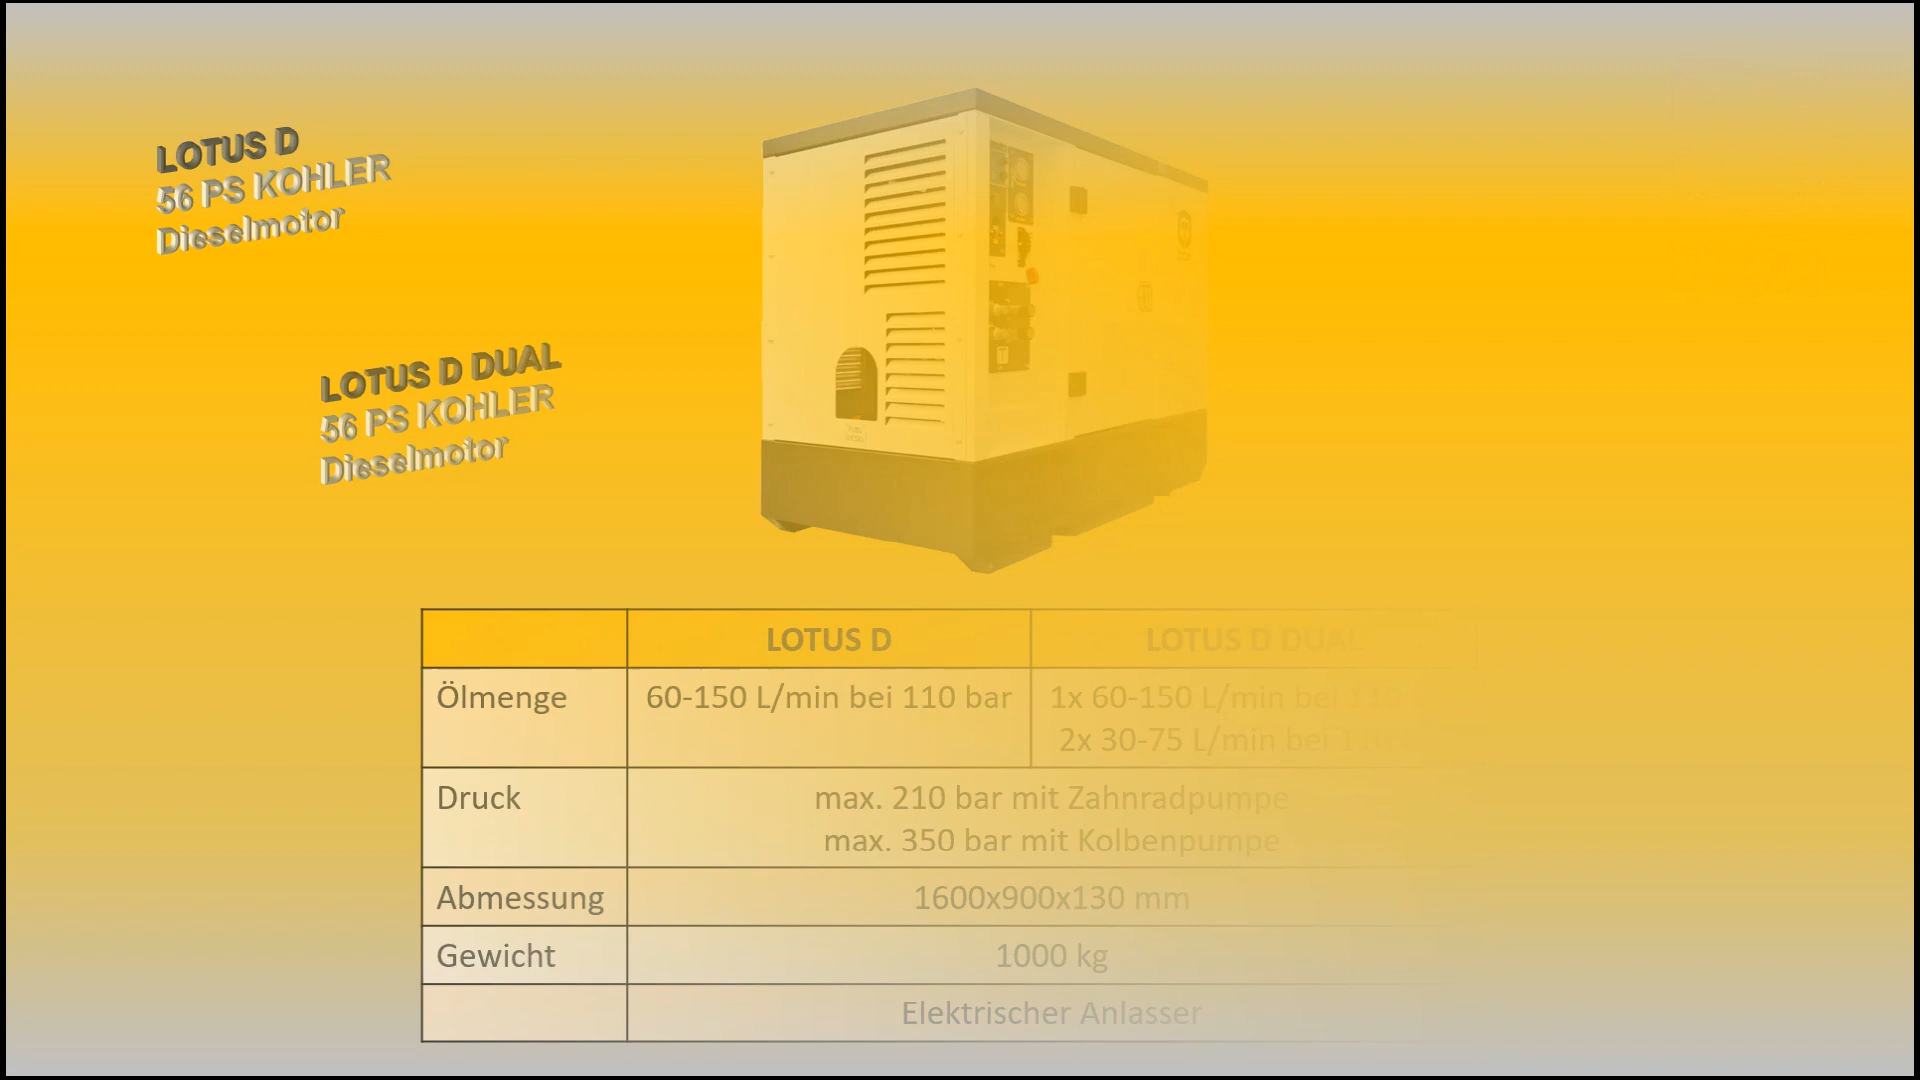 LOTUS D
56 PS KOHLER
Dieselmotor
LOTUS D DUAL
56 PS KOHLER
Dieselmotor
LOTUS D LOTUS D DUAL
Ölmenge 60-150 L/min bei 110 bar 1x 60-150 L/min bei 110
2x 30-75 L/min bei
Druck max. 210 bar mit Zahnradpumpe
max. 350 bar mit Kolbenpumpe
Abmessung 1600x900x130 mm
Gewicht 1000 kg
Elektrischer Anlasser